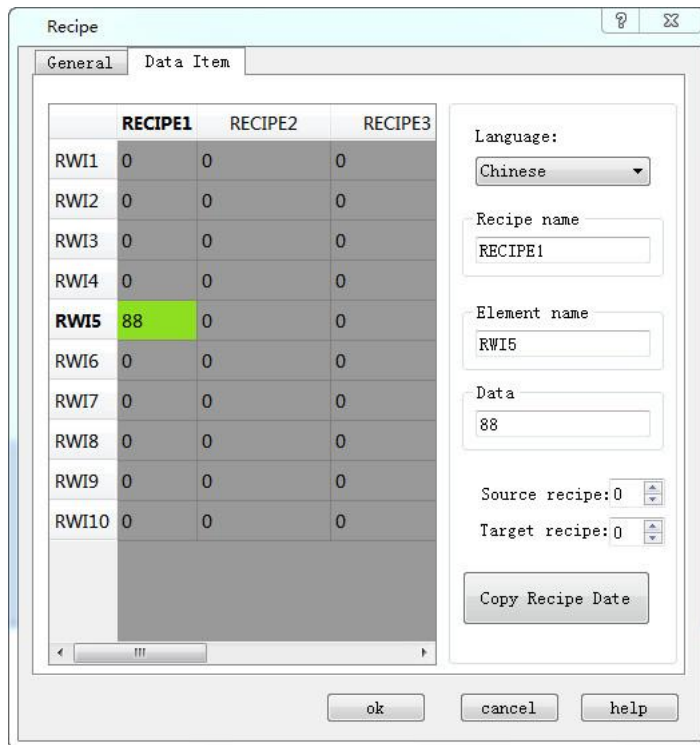 Recipe
General Data Item
RECIPE1 RECIPE2 RECIPE3
RWI1 0 0 0
RWI2 0 0 0
RWI3 0 0 0
RWI4 0 0 0
RWI5 88 0 0
RWI6 0 0 0
RWI7 0 0 0
RWI8 0 0 0
RWI9 0 0 0
RWI10 0 0 0
Language:
Chinese
Recipe name
RECIPE1
Element name
RWI5
Data
88
Source recipe: 0
Target recipe: 0
Copy Recipe Date
ok cancel help